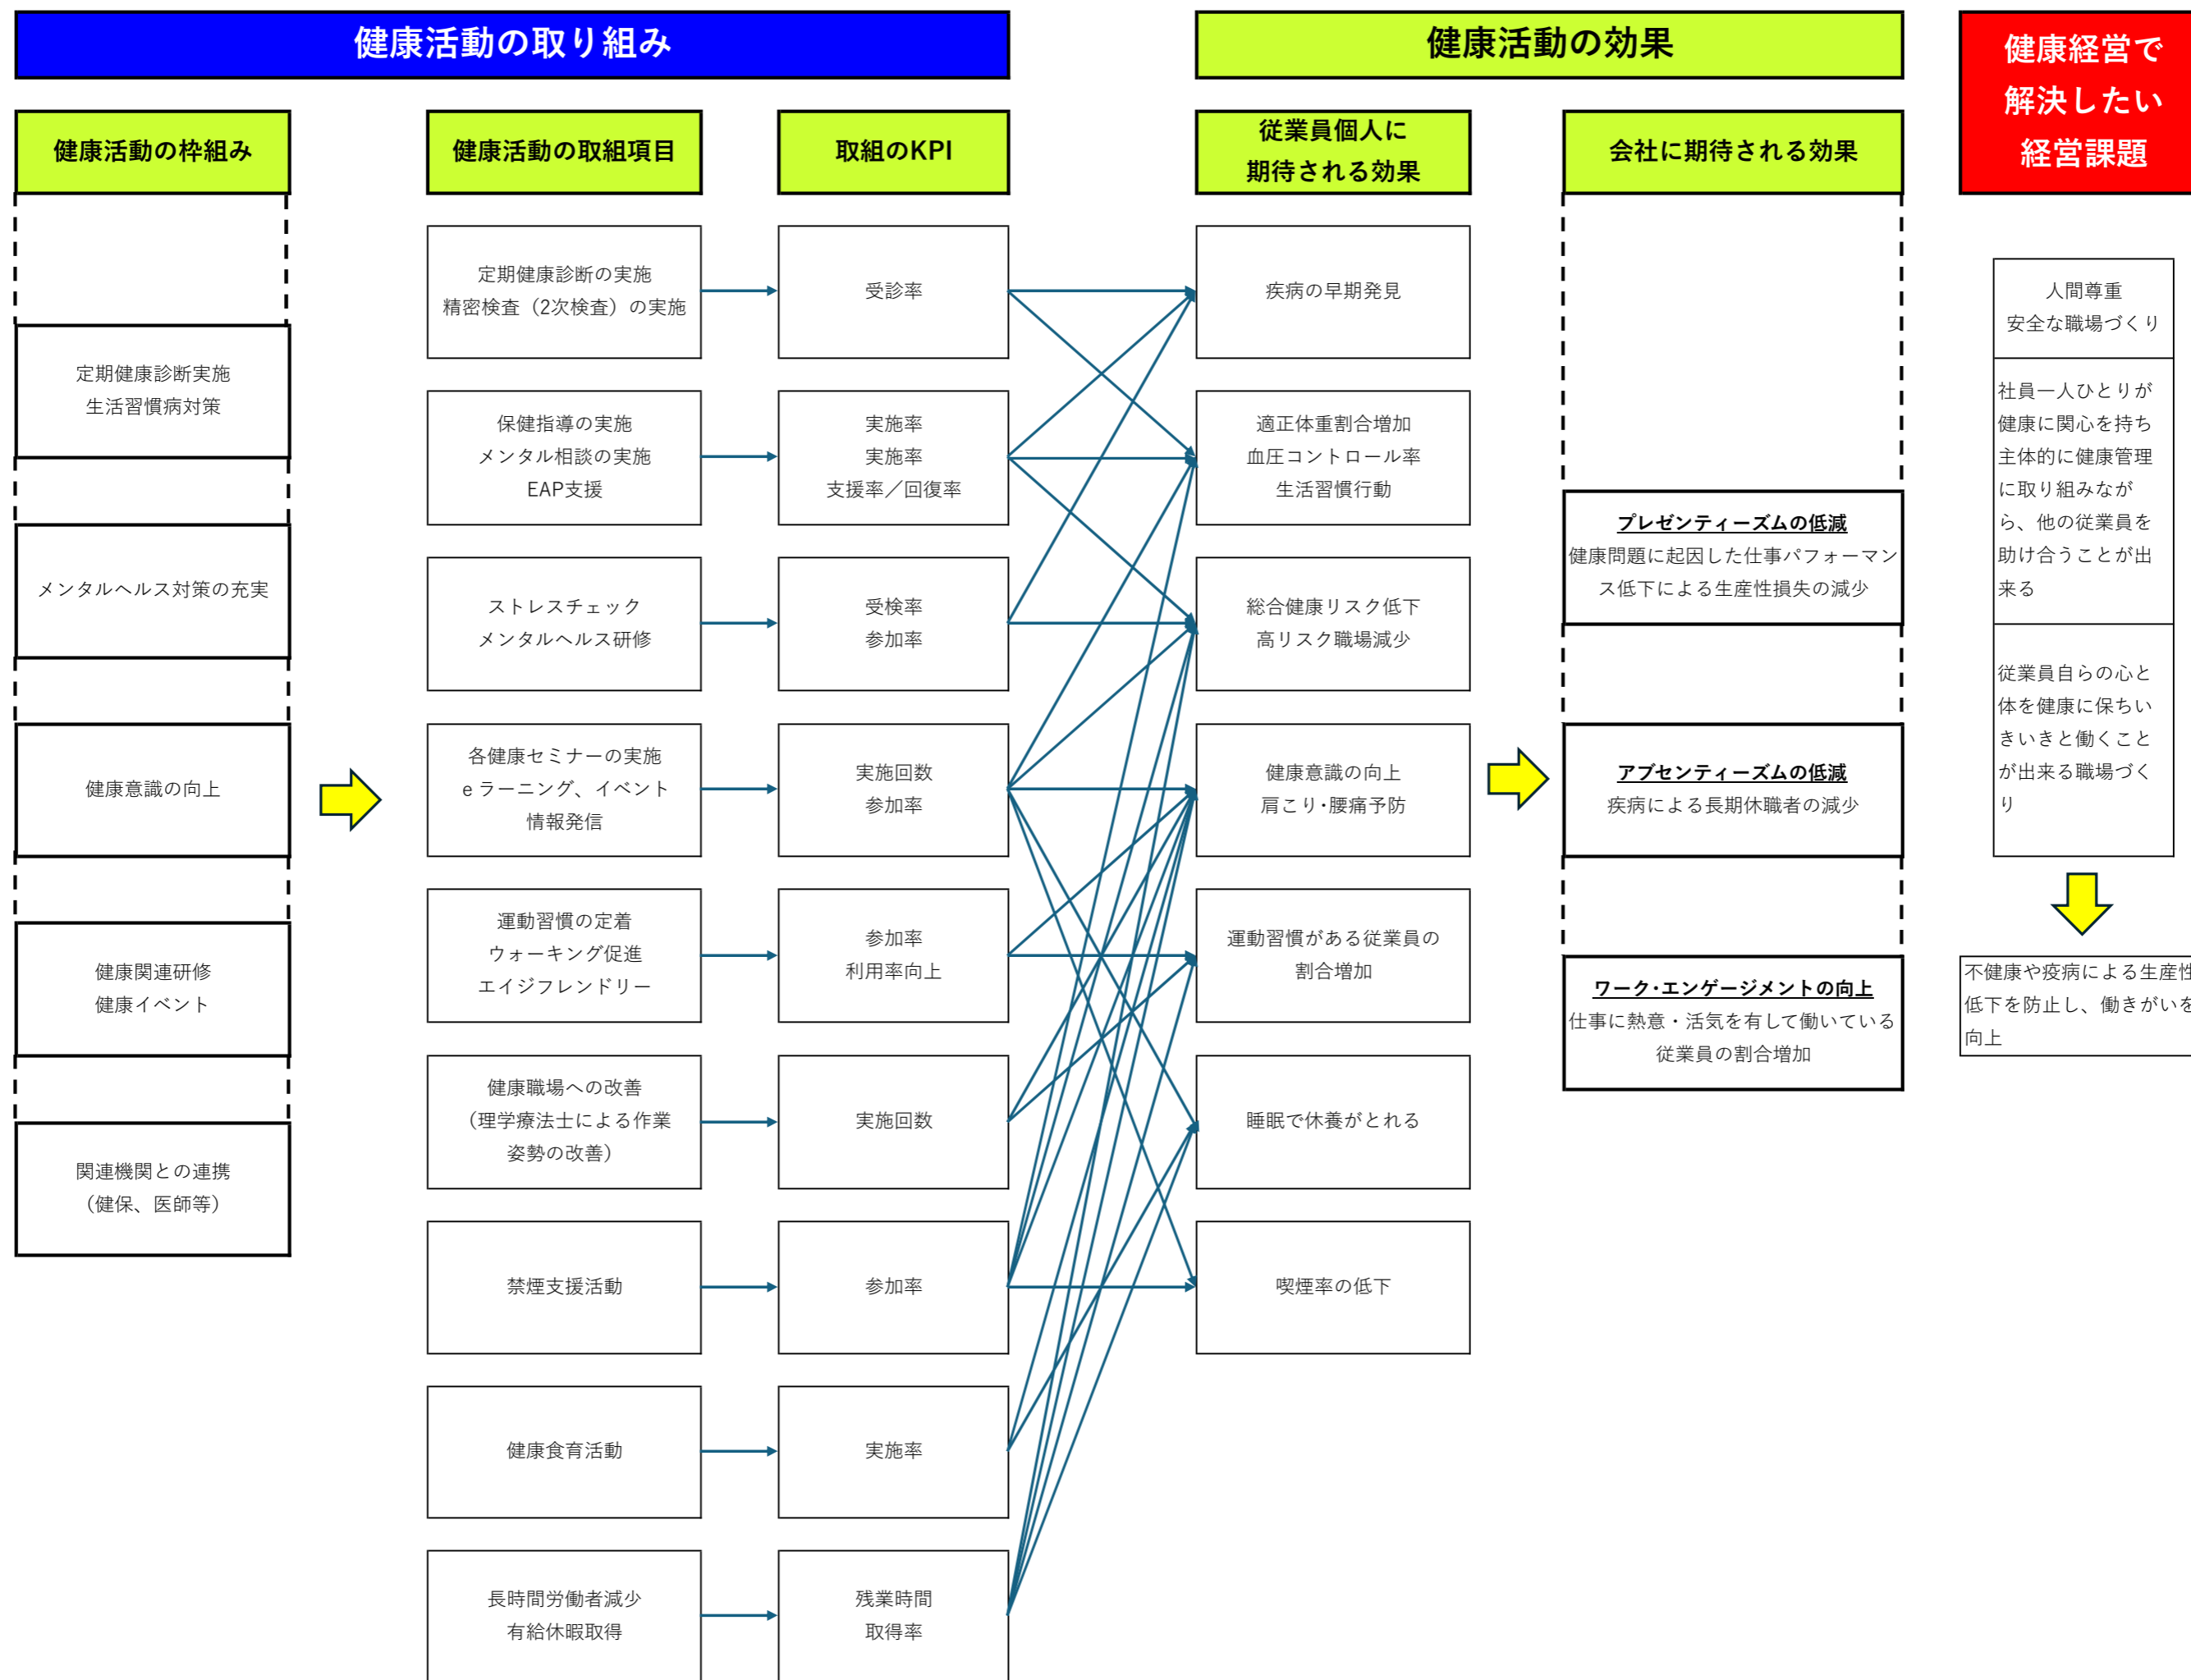 健康活動の取り組み
健康活動の効果
健康経営で
解決したい
経営課題
健康活動の枠組み
健康活動の取組項目
取組のKPI
従業員個人に
期待される効果
会社に期待される効果
定期健康診断実施
生活習慣病対策
メンタルヘルス対策の充実
健康意識の向上
健康関連研修
健康イベント
関連機関との連携
（健保、医師等）
定期健康診断の実施
精密検査（2次検査）の実施
保健指導の実施
メンタル相談の実施
EAP支援
ストレスチェック
メンタルヘルス研修
各健康セミナーの実施
e ラーニング、イベント
情報発信
運動習慣の定着
ウォーキング促進
エイジフレンドリー
健康職場への改善
（理学療法士による作業
姿勢の改善）
禁煙支援活動
健康食育活動
長時間労働者減少
有給休暇取得
受診率
実施率
実施率
支援率／回復率
受検率
参加率
実施回数
参加率
参加率
利用率向上
実施回数
参加率
実施率
残業時間
取得率
疾病の早期発見
適正体重割合増加
血圧コントロール率
生活習慣行動
総合健康リスク低下
高リスク職場減少
健康意識の向上
肩こり・腰痛予防
運動習慣がある従業員の
割合増加
睡眠で休養がとれる
喫煙率の低下
プレゼンティーズムの低減
健康問題に起因した仕事パフォーマン
ス低下による生産性損失の減少
アブセンティーズムの低減
疾病による長期休職者の減少
ワーク・エンゲージメントの向上
仕事に熱意・活気を有して働いている
従業員の割合増加
人間尊重
安全な職場づくり
社員一人ひとりが
健康に関心を持ち
主体的に健康管理
に取り組みなが
ら、他の従業員を
助け合うことが出
来る
従業員自らの心と
体を健康に保ちい
きいきと働くこと
が出来る職場づく
り
不健康や疫病による生産性
低下を防止し、働きがいを
向上